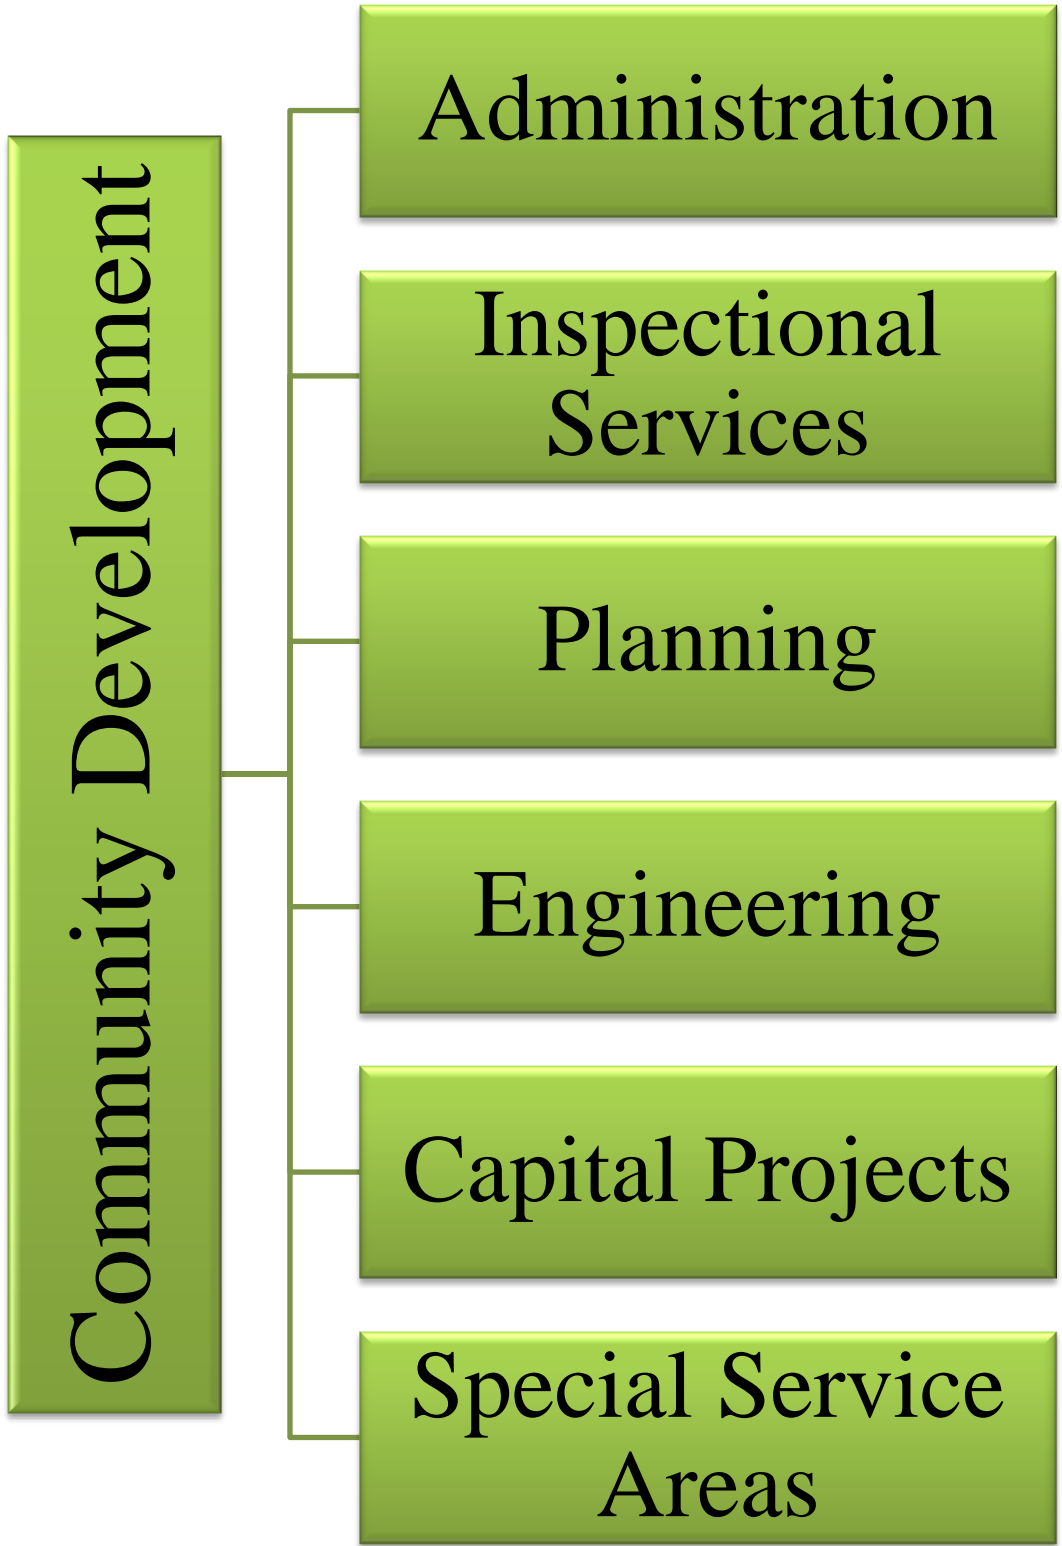 Community Development
Administration
Inspectional
Services
Planning
Engineering
Capital Projects
Special Service
Areas